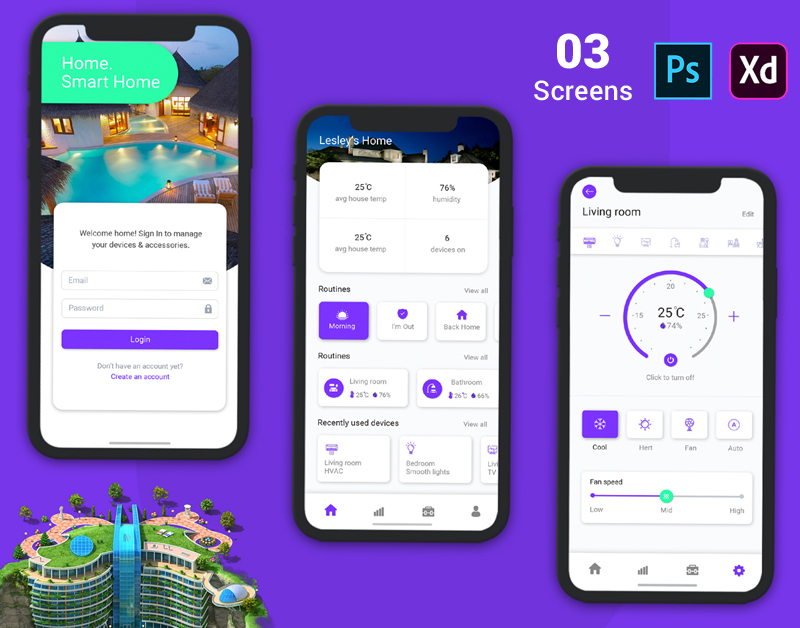 03
Screens
Ps
Xd
Home.
Smart Home
Welcome home! Sign In to manage
your devices & accessories.
Email
Password
Login
Don't have an account yet?
Create an account
Lesley's Home
25℃
avg house temp
76%
humidity
25℃
avg house temp
6
devices on
Routines
View all
Morning
I'm Out
Back Home
Routines
View all
Living room
25℃ 76%
Bathroom
26℃ 66%
Recently used devices
View all
Living room
HVAC
Bedroom
Smooth lights
Livi
TV
Living room
Edit
20
15
25
25℃
74%
Click to turn off
Cool
Hert
Fan
A
Auto
Fan speed
Low
Mid
High